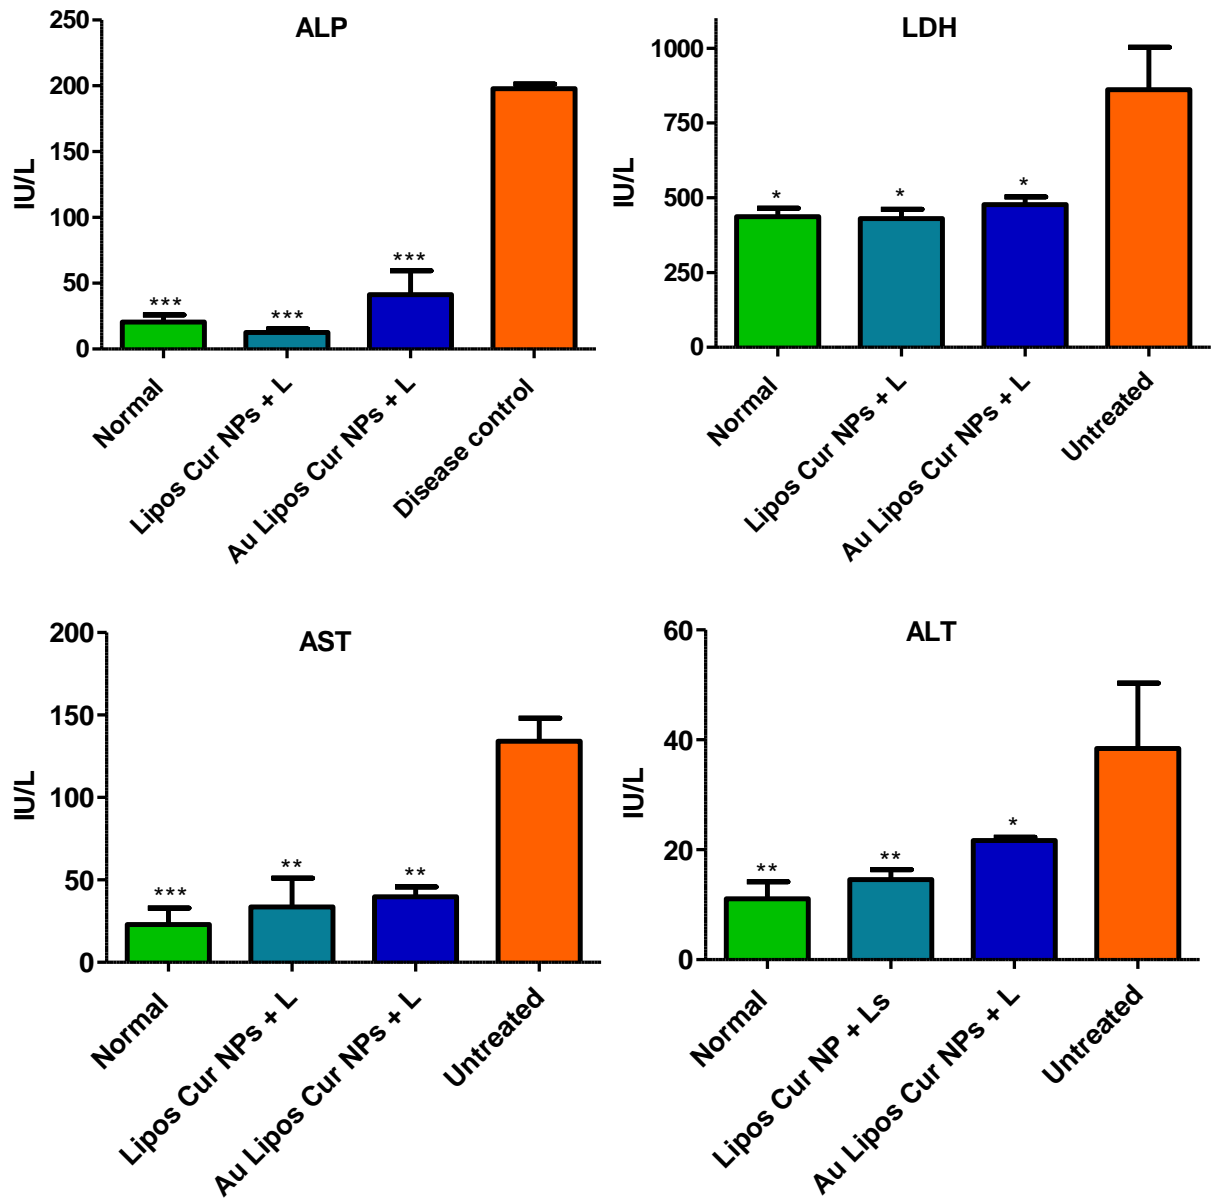 ALP
250
200
150
100
50
0
IU/L
***
***
***
Normal
Lipos Cur NPs + L
Au Lipos Cur NPs + L
Disease control
LDH
1000
750
500
250
0
IU/L
*
*
*
Normal
Lipos Cur NPs + L
Au Lipos Cur NPs + L
Untreated
AST
200
150
100
50
0
IU/L
***
**
**
Normal
Lipos Cur NPs + L
Au Lipos Cur NPs + L
Untreated
ALT
60
40
20
0
IU/L
**
**
*
Normal
Lipos Cur NP + Ls
Au Lipos Cur NPs + L
Untreated